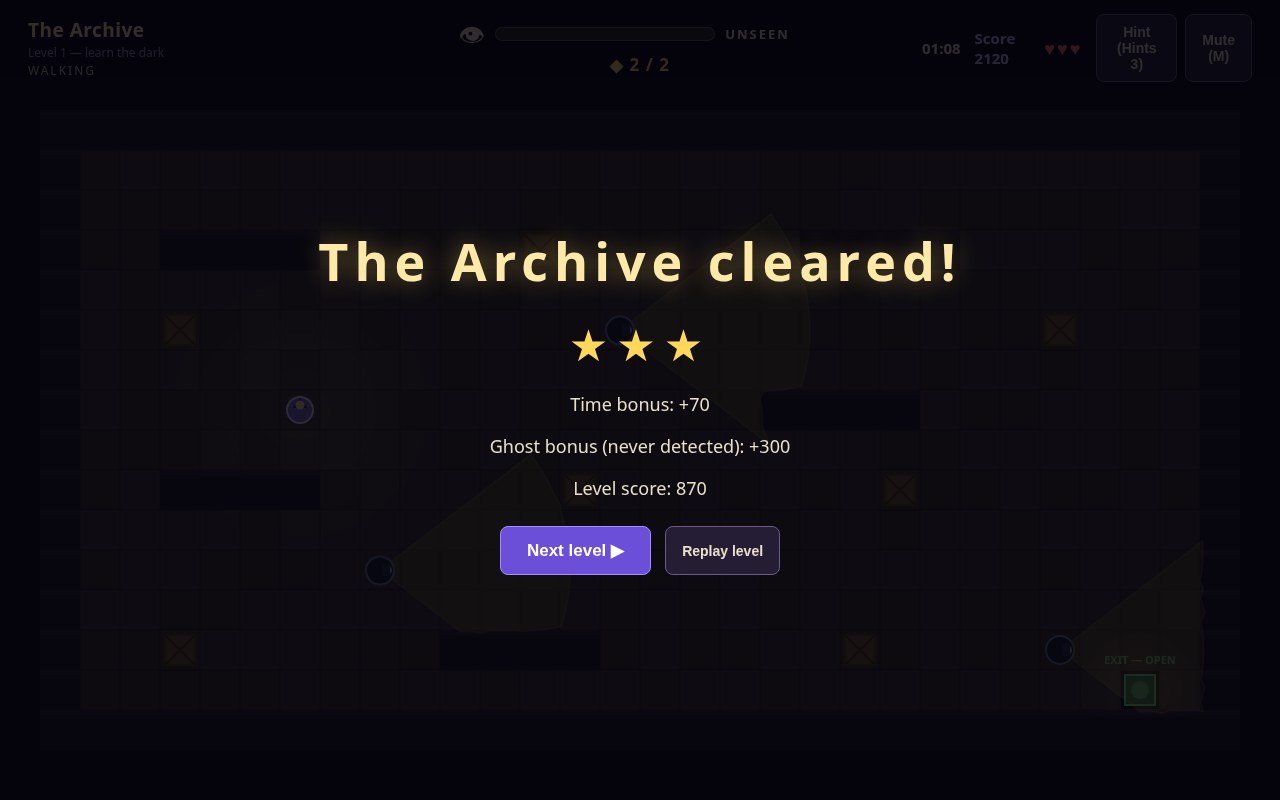 The Archive
Level 1 — learn the dark
WALKING
UNSEEN
◆ 2 / 2
01:08
Score
2120
♥♥♥
Hint
(Hints
3)
Mute
(M)
The Archive cleared!
★ ★ ★
Time bonus: +70
Ghost bonus (never detected): +300
Level score: 870
Next level ▶
Replay level
EXIT — OPEN